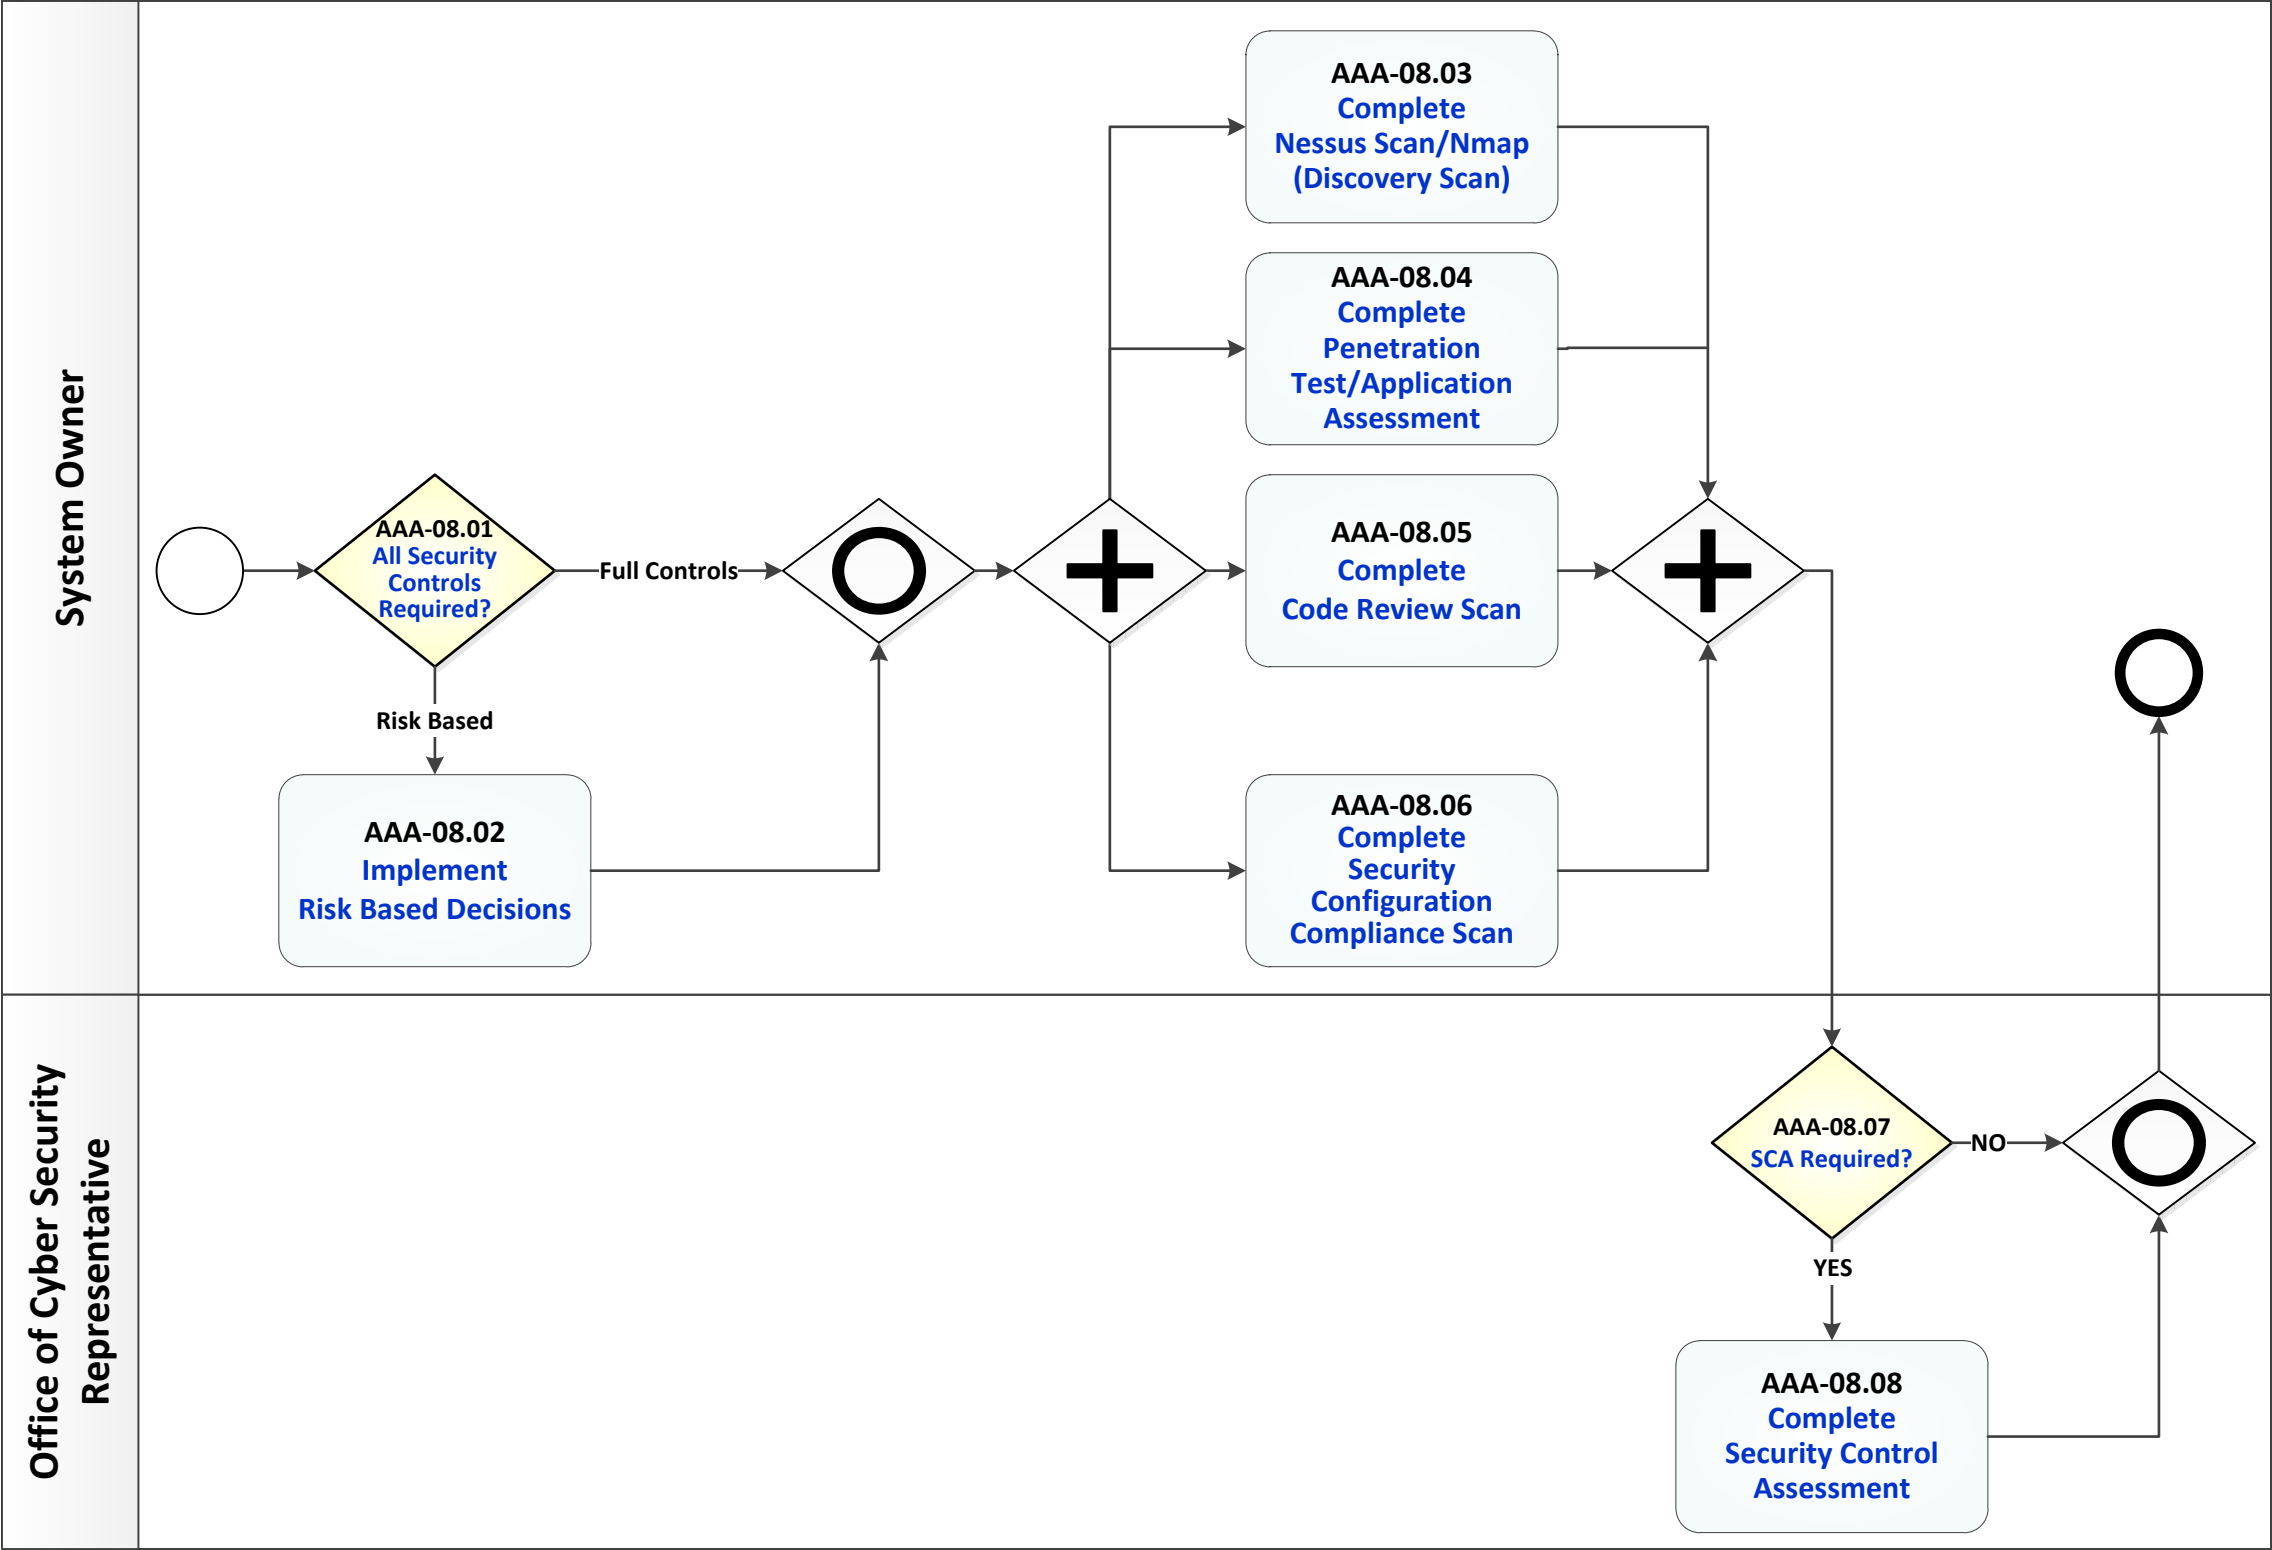 System Owner
AAA-08.01
All Security
Controls
Required?
Full Controls
Risk Based
AAA-08.02
Implement
Risk Based Decisions
AAA-08.03
Complete
Nessus Scan/Nmap
(Discovery Scan)
AAA-08.04
Complete
Penetration
Test/Application
Assessment
AAA-08.05
Complete
Code Review Scan
AAA-08.06
Complete
Security
Configuration
Compliance Scan
Office of Cyber Security
Representative
AAA-08.07
SCA Required?
NO
YES
AAA-08.08
Complete
Security Control
Assessment